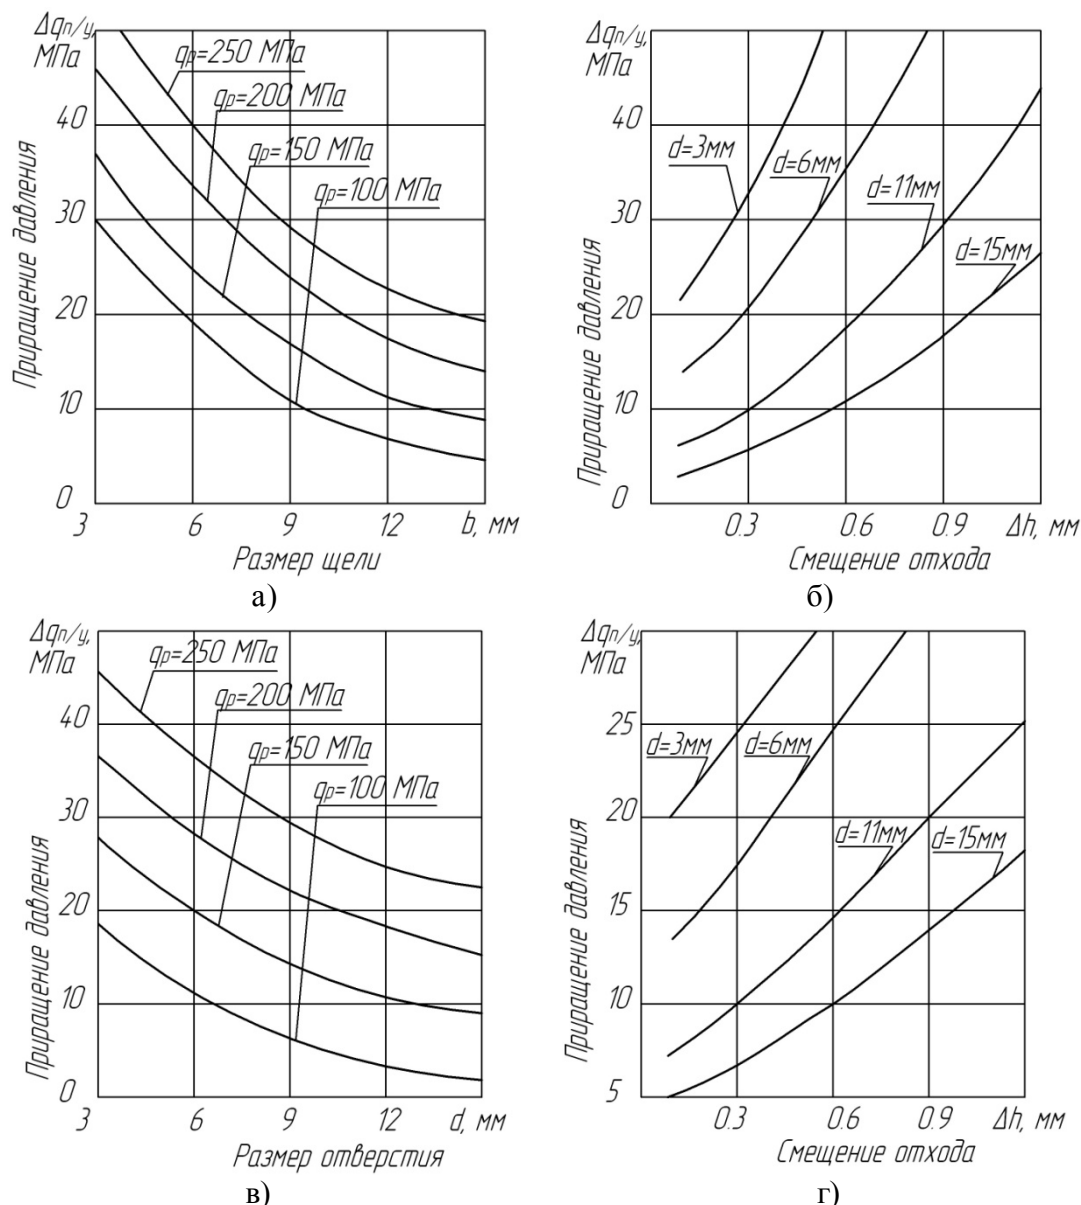 Δqп/у,
МПа
qр=250 МПа
qр=200 МПа
qр=150 МПа
qр=100 МПа
40
30
20
10
0
3 6 9 12 b, мм
Приращение давления
Размер щели
а)
Δqп/у,
МПа
d=3мм
d=6мм
d=11мм
d=15мм
40
30
20
10
0
0.3 0.6 0.9 Δh, мм
Приращение давления
Смещение отхода
б)
Δqп/у,
МПа
qр=250 МПа
qр=200 МПа
qр=150 МПа
qр=100 МПа
40
30
20
10
0
3 6 9 12 d, мм
Приращение давления
Размер отверстия
в)
Δqп/у,
МПа
d=3мм
d=6мм
d=11мм
d=15мм
25
20
15
10
5
0.3 0.6 0.9 Δh, мм
Приращение давления
Смещение отхода
г)